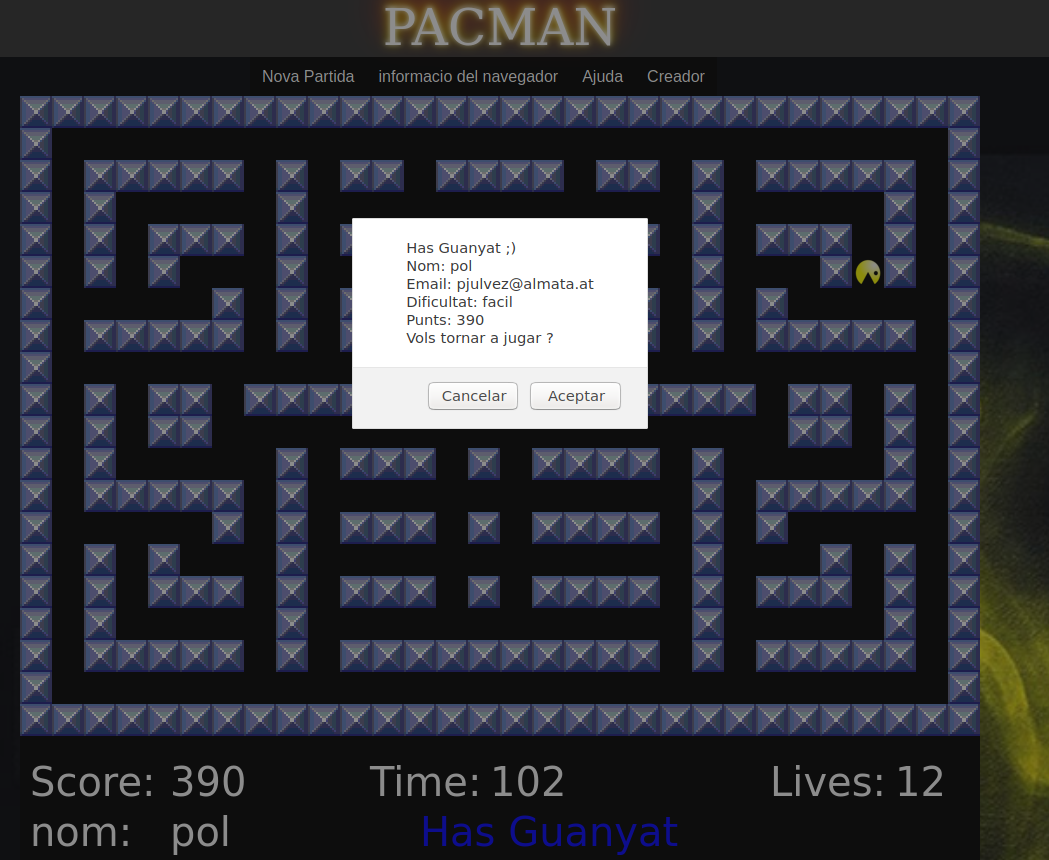 PACMAN
Nova Partida informacio del navegador Ajuda Creador
Has Guanyat ;)
Nom: pol
Email: pjulvez@almata.at
Dificultat: facil
Punts: 390
Vols tornar a jugar ?
Cancelar Aceptar
Score: 390 Time: 102 Lives: 12
nom: pol Has Guanyat